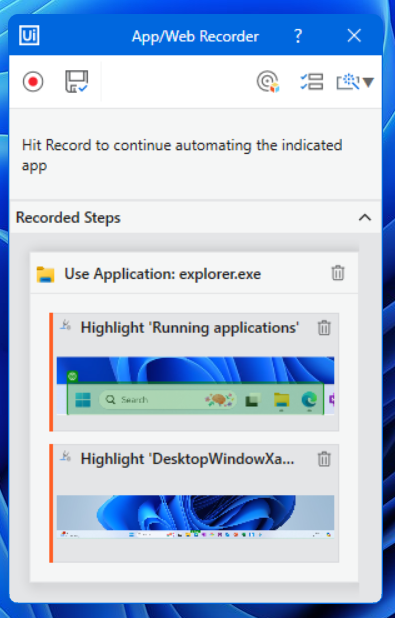 Ui App/Web Recorder ?
Hit Record to continue automating the indicated
app
Recorded Steps
Use Application: explorer.exe
Highlight 'Running applications'
Search
Highlight 'DesktopWindowXa...